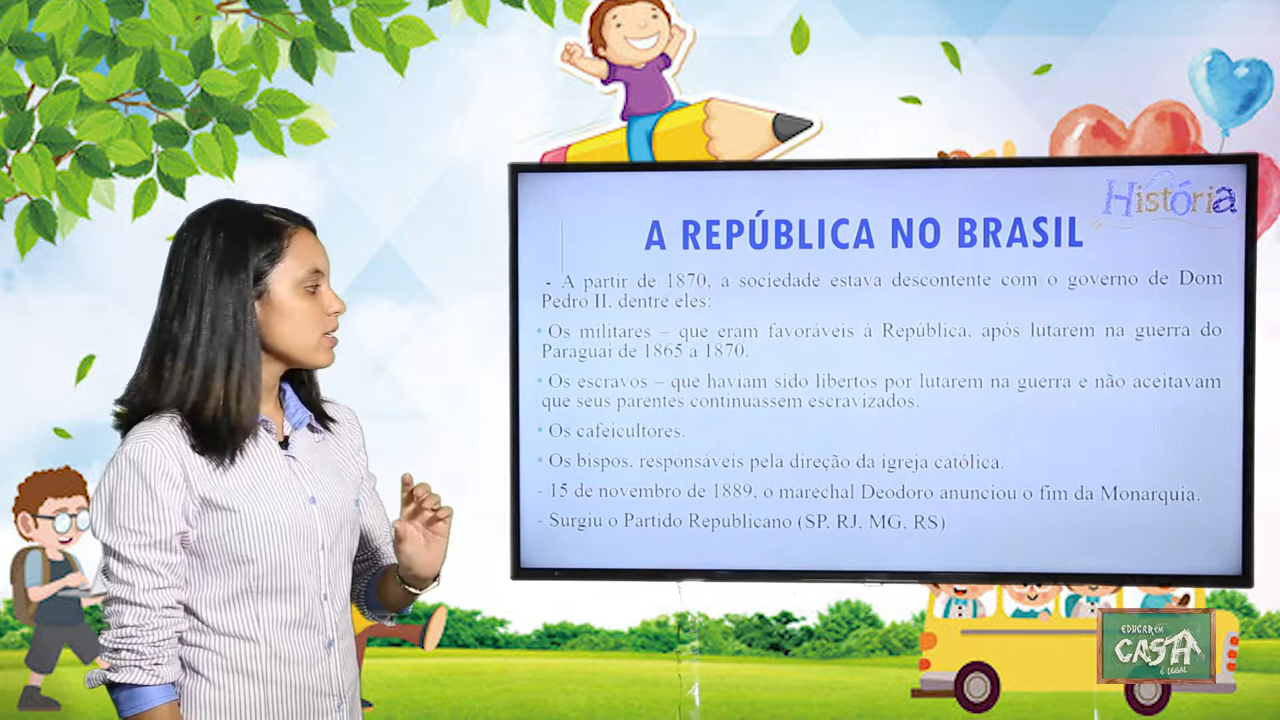 História
A REPÚBLICA NO BRASIL
- A partir de 1870, a sociedade estava descontente com o governo de Dom
Pedro II, dentre eles:
• Os militares – que eram favoráveis à República, após lutarem na guerra do
Paraguai de 1865 a 1870.
• Os escravos – que haviam sido libertos por lutarem na guerra e não aceitavam
que seus parentes continuassem escravizados.
• Os cafeicultores.
• Os bispos, responsáveis pela direção da igreja católica.
- 15 de novembro de 1889, o marechal Deodoro anunciou o fim da Monarquia.
- Surgiu o Partido Republicano (SP, RJ, MG, RS)
EDUCAR EM
CASA
É LEGAL